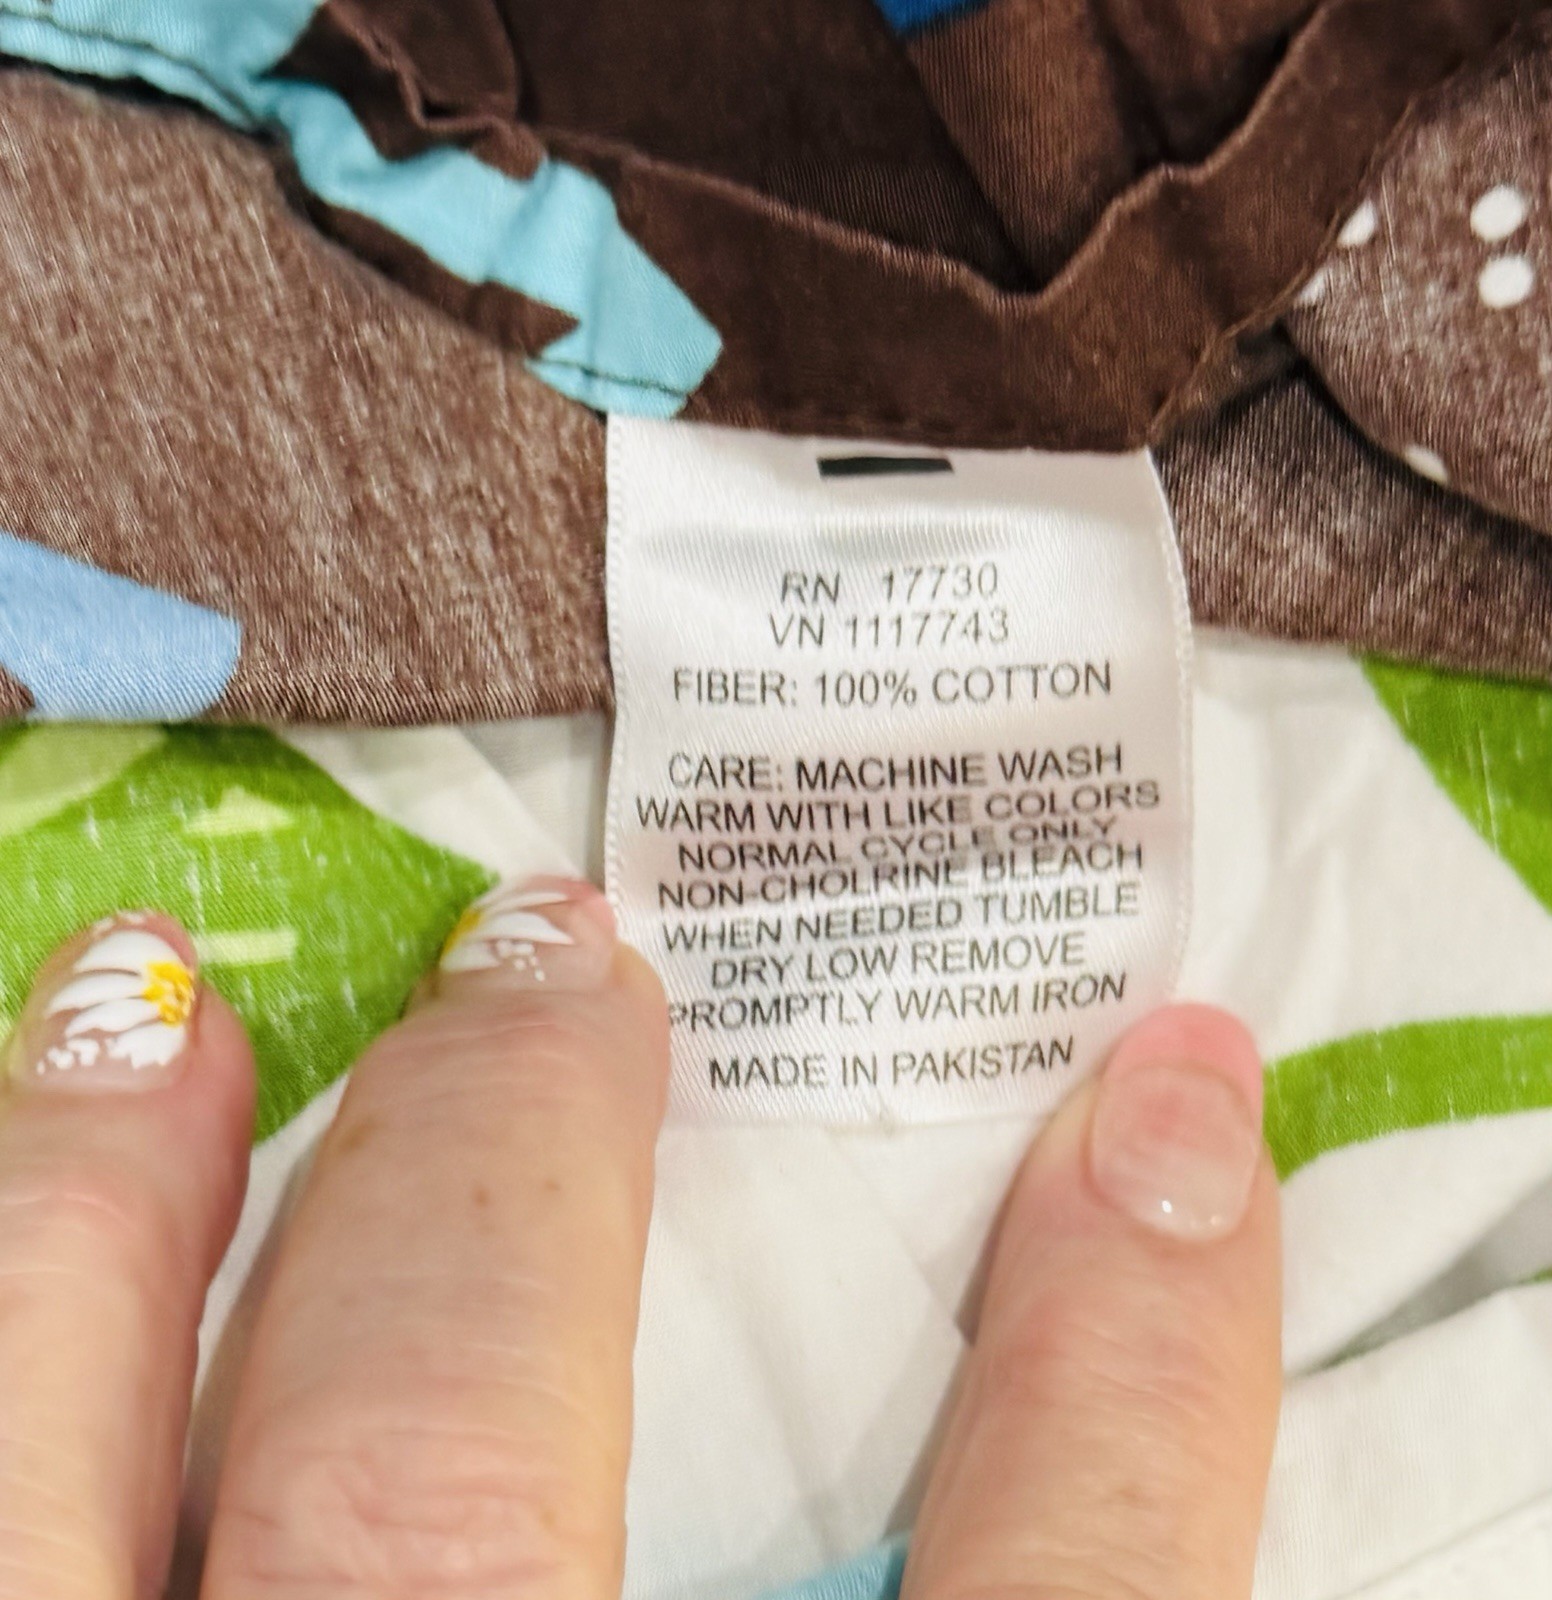 RN 17730
VN 1117743
FIBER: 100% COTTON
CARE: MACHINE WASH
WARM WITH LIKE COLORS
NORMAL CYCLE ONLY
NON-CHOLRINE BLEACH
WHEN NEEDED TUMBLE
DRY LOW REMOVE
PROMPTLY WARM IRON
MADE IN PAKISTAN